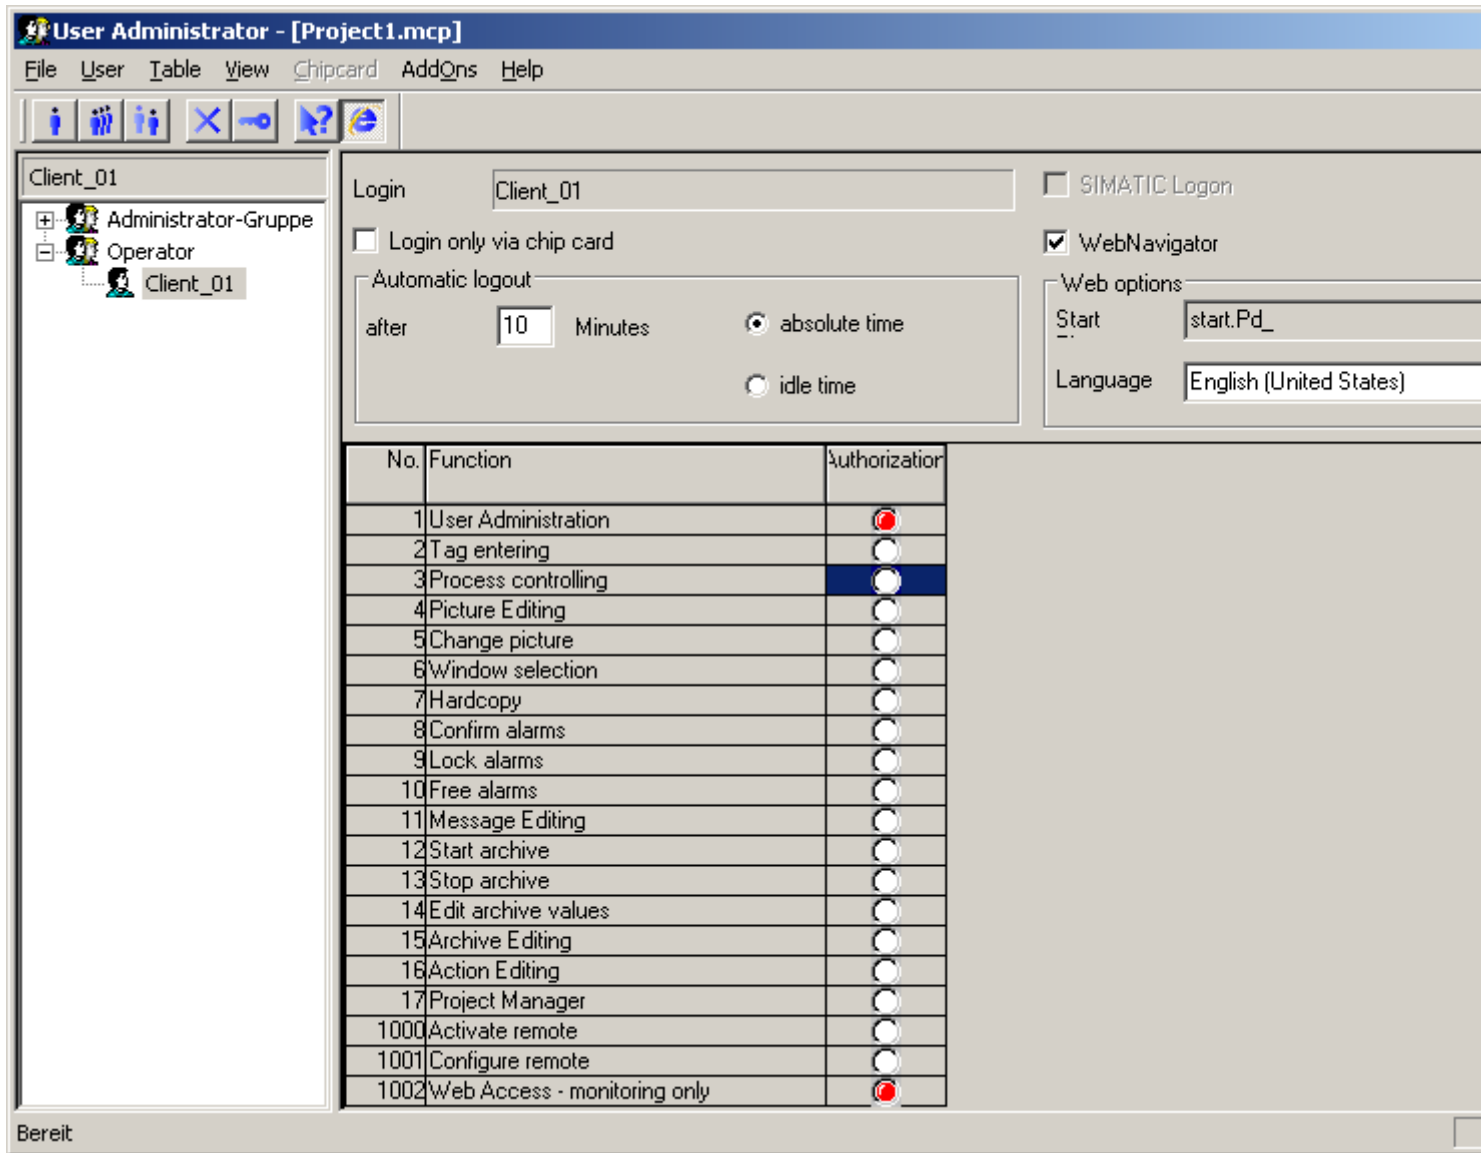 User Administrator - [Project1.mcp]
File User Table View Chipcard AddOns Help
Client_01
Administrator-Gruppe
Operator
Client_01
Login Client_01
Login only via chip card
Automatic logout
after 10 Minutes
absolute time
idle time
SIMATIC Logon
WebNavigator
Web options
Start start.Pd_
Language English (United States)
No. Function Authorization
1 User Administration
2 Tag entering
3 Process controlling
4 Picture Editing
5 Change picture
6 Window selection
7 Hardcopy
8 Confirm alarms
9 Lock alarms
10 Free alarms
11 Message Editing
12 Start archive
13 Stop archive
14 Edit archive values
15 Archive Editing
16 Action Editing
17 Project Manager
1000 Activate remote
1001 Configure remote
1002 Web Access - monitoring only
Bereit